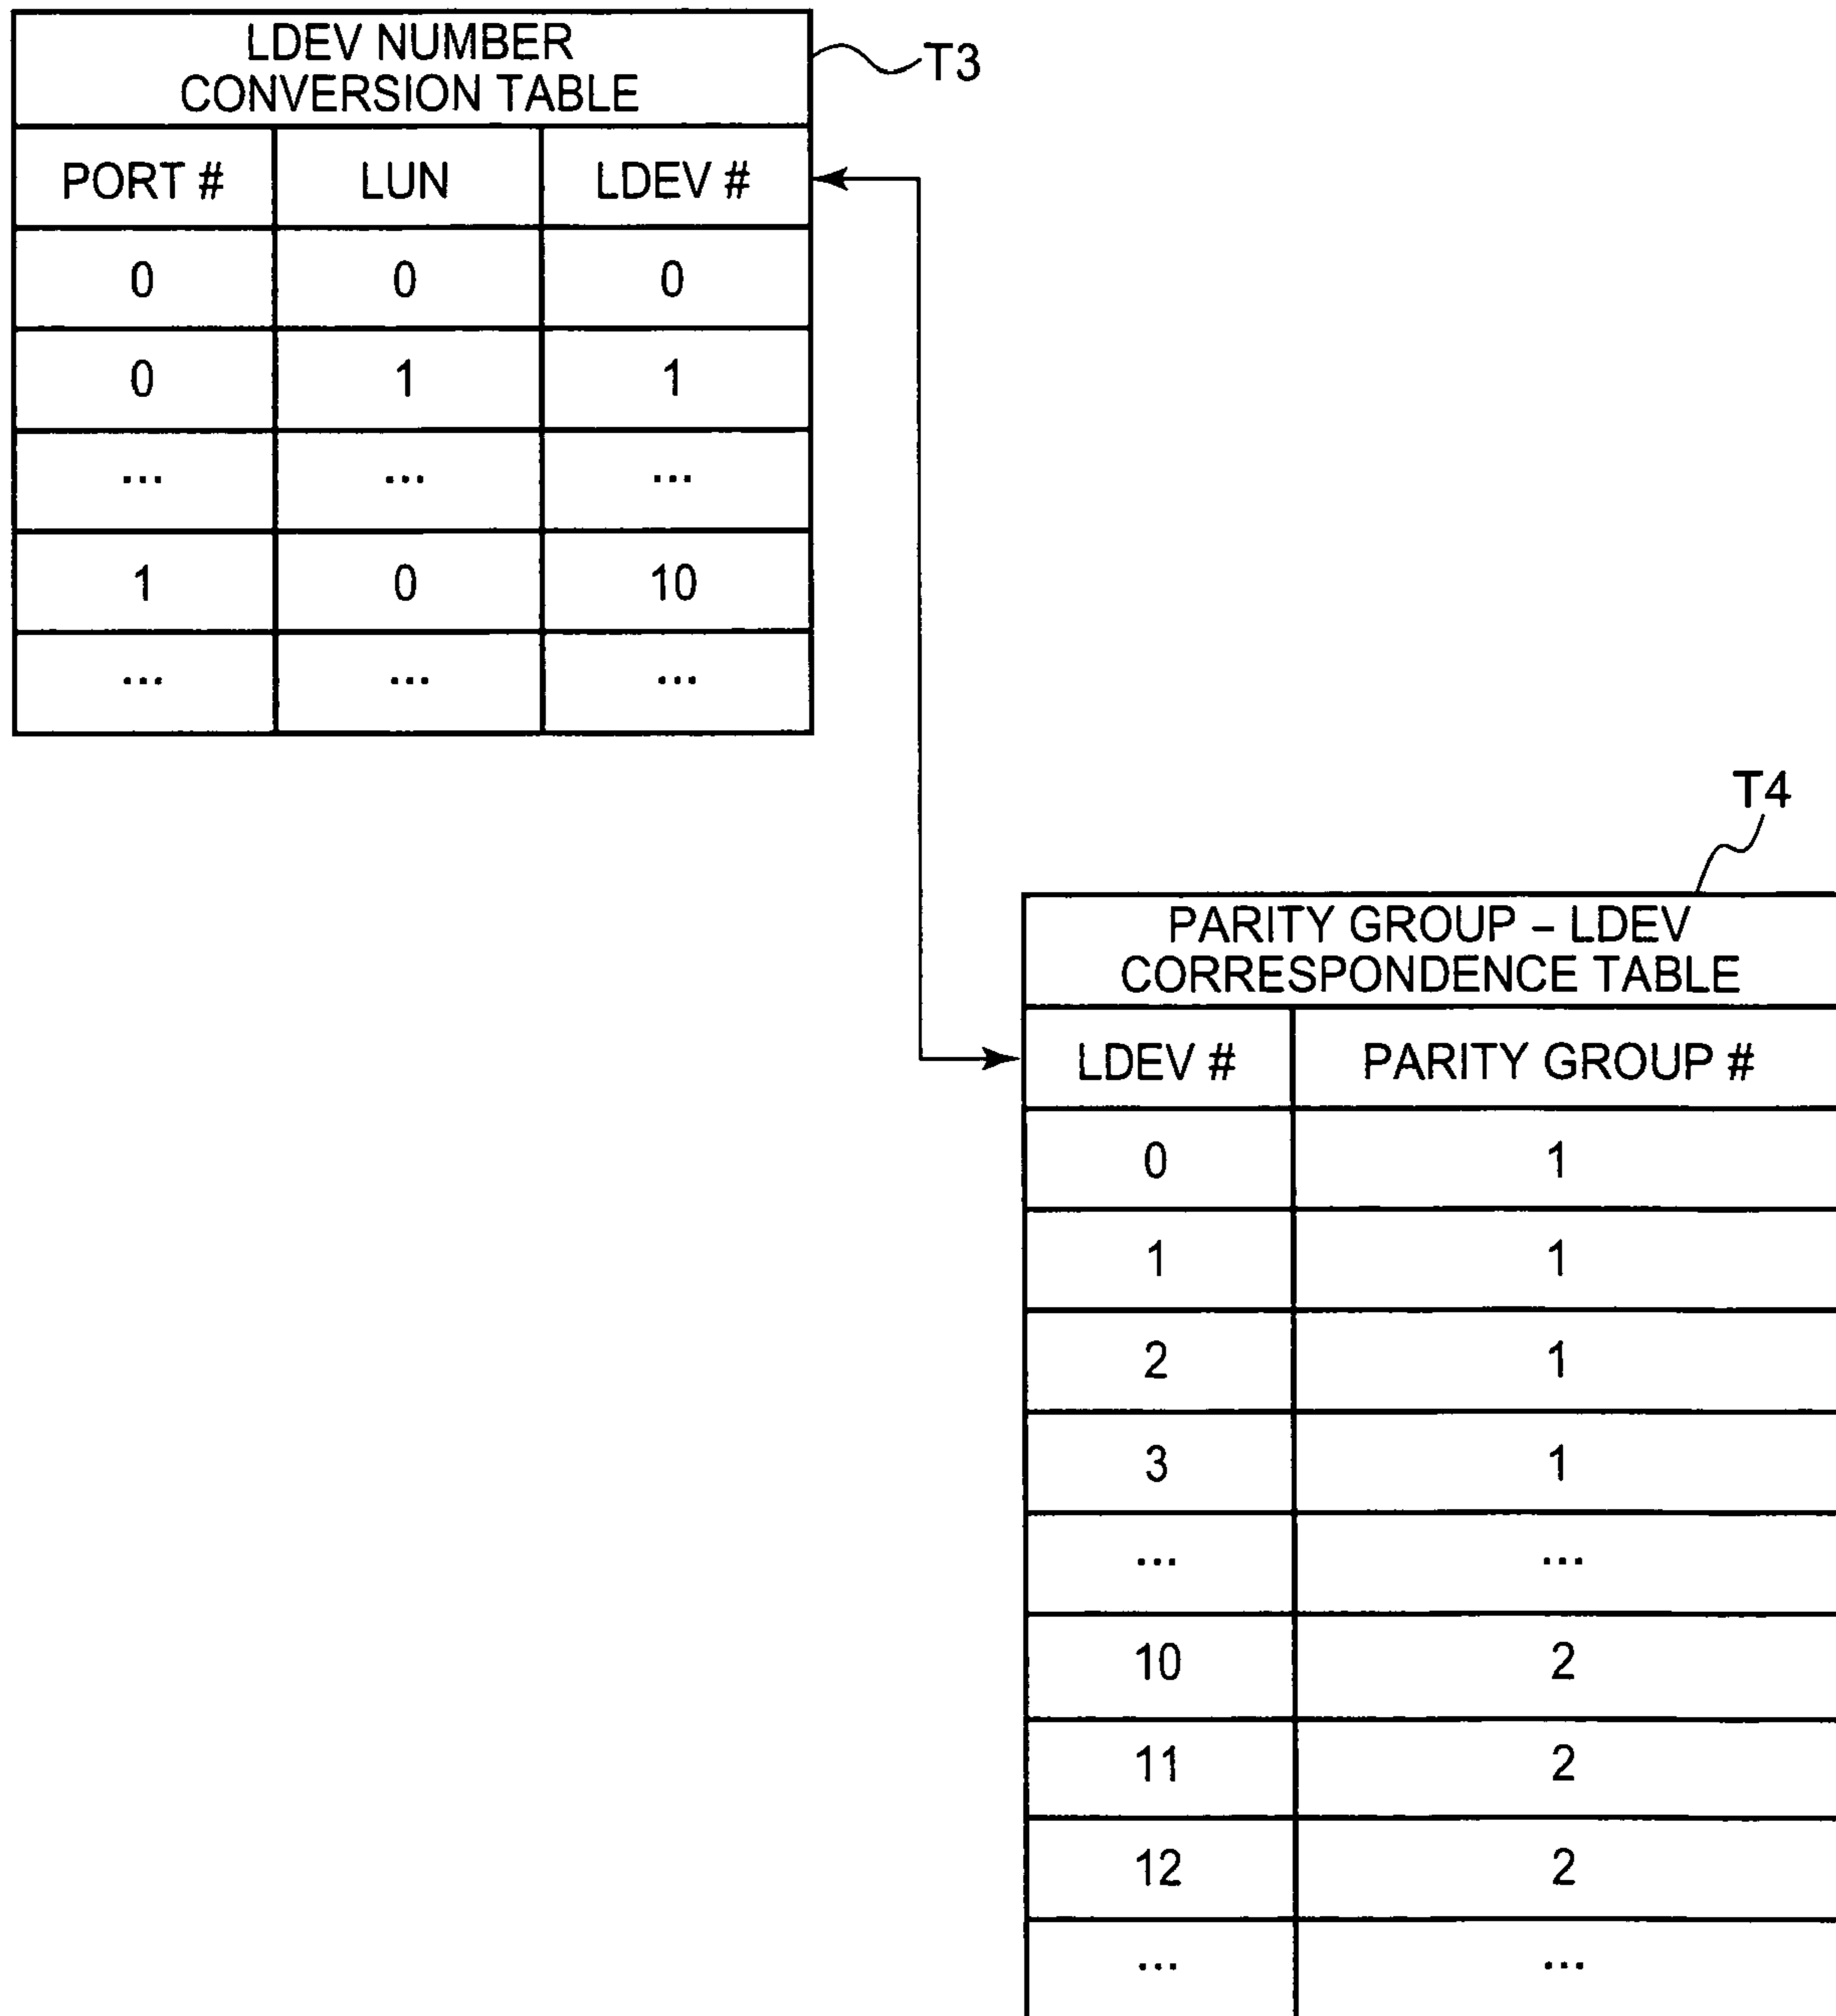 LDEV NUMBER
CONVERSION TABLE
T3
PORT # LUN LDEV #
0 0 0
0 1 1
... ... ...
1 0 10
... ... ...
T4
PARITY GROUP – LDEV
CORRESPONDENCE TABLE
LDEV # PARITY GROUP #
0 1
1 1
2 1
3 1
... ...
10 2
11 2
12 2
... ...